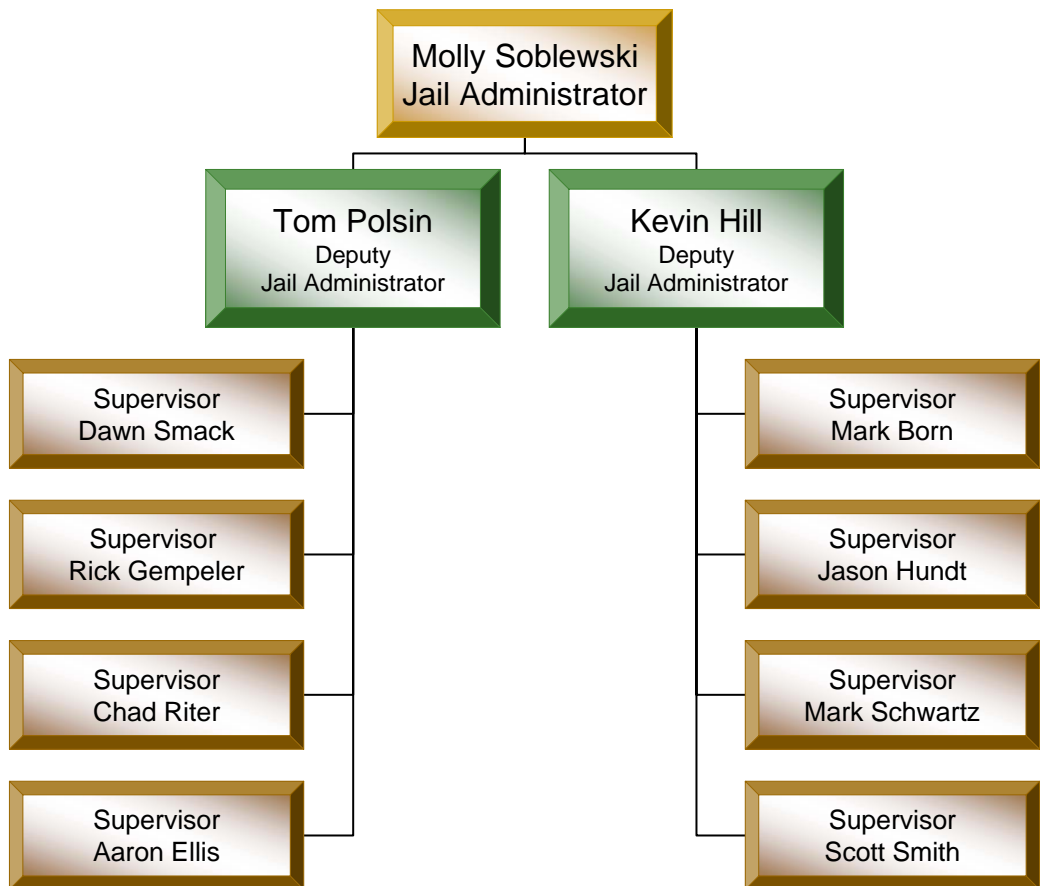 Molly Soblewski
Jail Administrator
Tom Polsin
Deputy
Jail Administrator
Kevin Hill
Deputy
Jail Administrator
Supervisor
Dawn Smack
Supervisor
Rick Gempeler
Supervisor
Chad Riter
Supervisor
Aaron Ellis
Supervisor
Mark Born
Supervisor
Jason Hundt
Supervisor
Mark Schwartz
Supervisor
Scott Smith